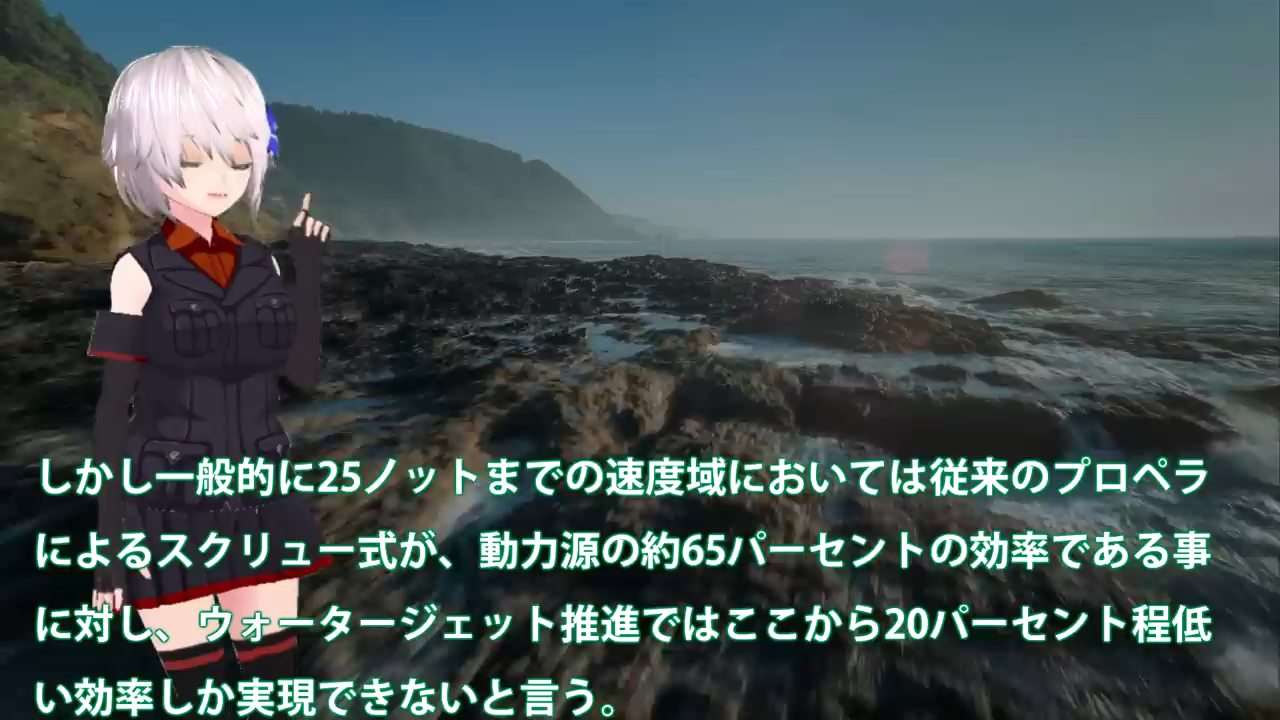 しかし一般的に25ノットまでの速度域においては従来のプロペラ
によるスクリュー式が、動力源の約65パーセントの効率である事
に対し、ウォータージェット推進ではここから20パーセント程低
い効率しか実現できないと言う。